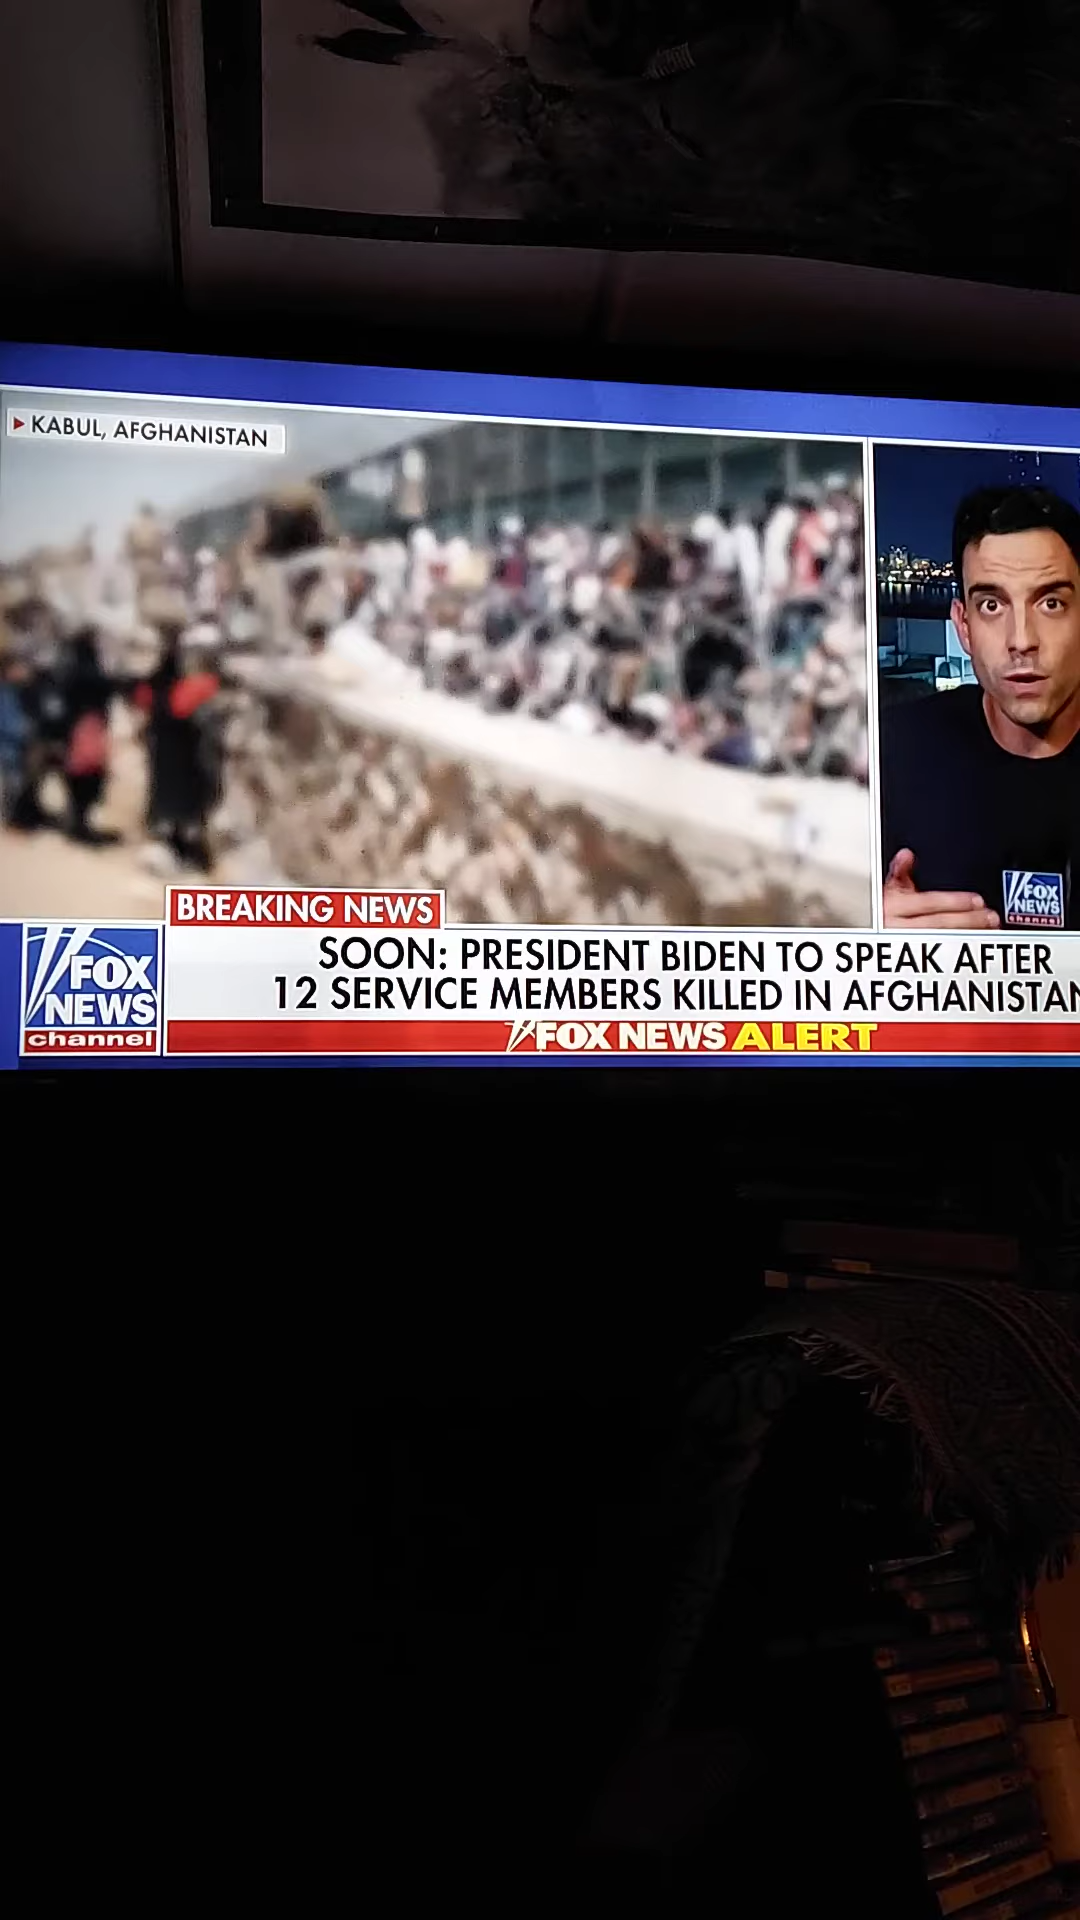 KABUL, AFGHANISTAN
FOX
NEWS
channel
BREAKING NEWS
SOON: PRESIDENT BIDEN TO SPEAK AFTER
12 SERVICE MEMBERS KILLED IN AFGHANISTAN
FOX NEWS ALERT
FOX
NEWS
channel